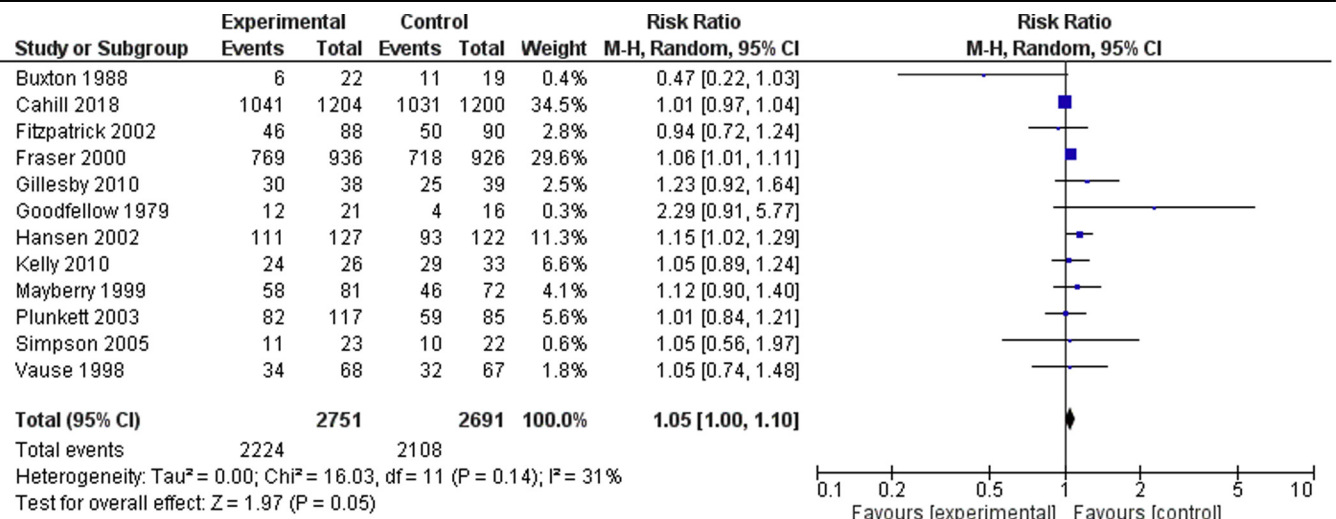 Experimental Control Risk Ratio Risk Ratio
Study or Subgroup Events Total Events Total Weight M-H, Random, 95% CI M-H, Random, 95% CI
Buxton 1988 6 22 11 19 0.4% 0.47 [0.22, 1.03]
Cahill 2018 1041 1204 1031 1200 34.5% 1.01 [0.97, 1.04]
Fitzpatrick 2002 46 88 50 90 2.8% 0.94 [0.72, 1.24]
Fraser 2000 769 936 718 926 29.6% 1.06 [1.01, 1.11]
Gillesby 2010 30 38 25 39 2.5% 1.23 [0.92, 1.64]
Goodfellow 1979 12 21 4 16 0.3% 2.29 [0.91, 5.77]
Hansen 2002 111 127 93 122 11.3% 1.15 [1.02, 1.29]
Kelly 2010 24 26 29 33 6.6% 1.05 [0.89, 1.24]
Mayberry 1999 58 81 46 72 4.1% 1.12 [0.90, 1.40]
Plunkett 2003 82 117 59 85 5.6% 1.01 [0.84, 1.21]
Simpson 2005 11 23 10 22 0.6% 1.05 [0.56, 1.97]
Vause 1998 34 68 32 67 1.8% 1.05 [0.74, 1.48]
Total (95% CI) 2751 2691 100.0% 1.05 [1.00, 1.10]
Total events 2224 2108
Heterogeneity: Tau² = 0.00; Chi² = 16.03, df = 11 (P = 0.14); I² = 31%
Test for overall effect: Z = 1.97 (P = 0.05)
0.1 0.2 0.5 1 2 5 10
Favours [experimental] Favours [control]